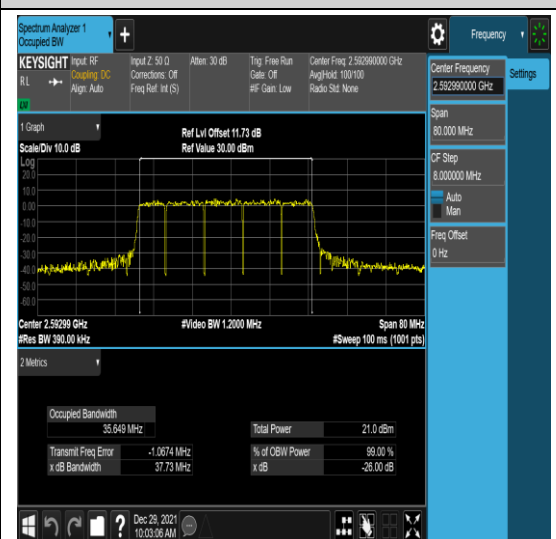 Spectrum Analyzer 1
Occupied BW
+
Frequency
KEYSIGHT
Input: RF
Input Z: 50 Ω
Atten: 30 dB
Trig: Free Run
Center Freq: 2.592990000 GHz
RL
Coupling: DC
Corrections: Off
Gate: Off
Avg|Hold: 100/100
Align: Auto
Freq Ref: Int (S)
#IF Gain: Low
Radio Std: None
Center Frequency
2.592990000 GHz
Settings
Span
80.000 MHz
CF Step
8.000000 MHz
Auto
Man
Freq Offset
0 Hz
1 Graph
Ref Lvl Offset 11.73 dB
Scale/Div 10.0 dB
Ref Value 30.00 dBm
Log
20.0
10.0
0.00
-10.0
-20.0
-30.0
-40.0
-50.0
-60.0
Center 2.59299 GHz
#Video BW 1.2000 MHz
Span 80 MHz
#Res BW 390.00 kHz
#Sweep 100 ms (1001 pts)
2 Metrics
Occupied Bandwidth
35.649 MHz
Total Power
21.0 dBm
Transmit Freq Error
-1.0674 MHz
% of OBW Power
99.00 %
x dB Bandwidth
37.73 MHz
x dB
-26.00 dB
?
Dec 29, 2021
10:03:06 AM